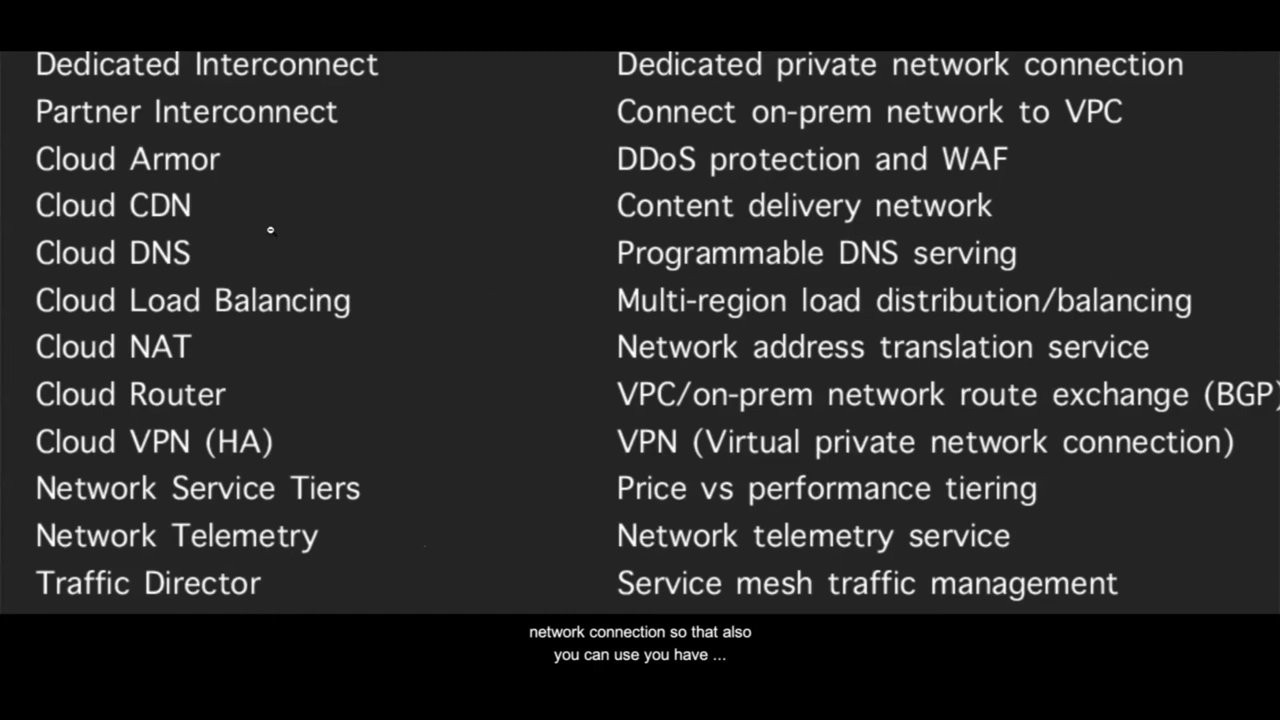 Dedicated Interconnect Dedicated private network connection
Partner Interconnect Connect on-prem network to VPC
Cloud Armor DDoS protection and WAF
Cloud CDN Content delivery network
Cloud DNS Programmable DNS serving
Cloud Load Balancing Multi-region load distribution/balancing
Cloud NAT Network address translation service
Cloud Router VPC/on-prem network route exchange (BGP)
Cloud VPN (HA) VPN (Virtual private network connection)
Network Service Tiers Price vs performance tiering
Network Telemetry Network telemetry service
Traffic Director Service mesh traffic management
network connection so that also
you can use you have ...